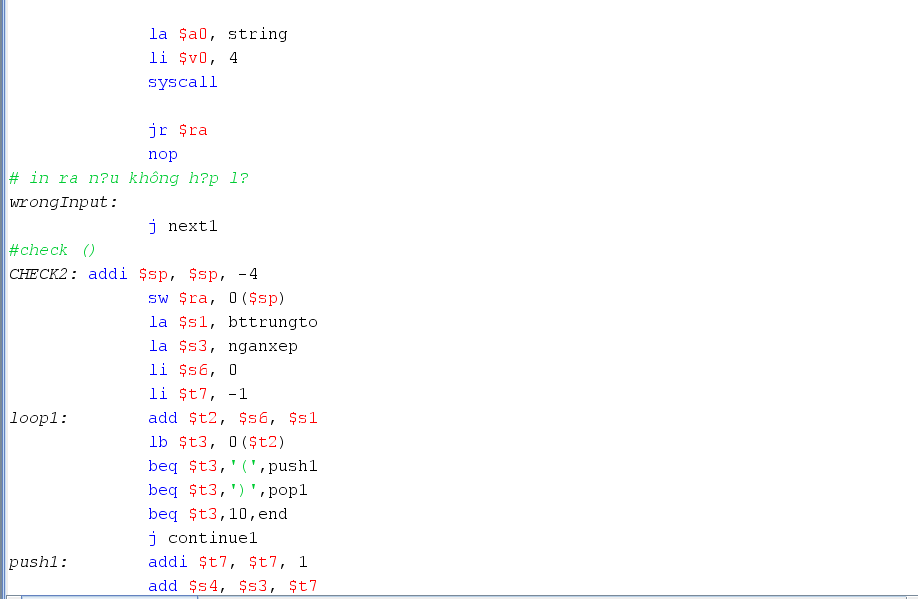 la $a0, string
li $v0, 4
syscall
jr $ra
nop
# in ra n?u không h?p l?
wrongInput:
j next1
#check ()
CHECK2: addi $sp, $sp, -4
sw $ra, 0($sp)
la $s1, bttrungto
la $s3, nganxep
li $s6, 0
li $t7, -1
loop1: add $t2, $s6, $s1
lb $t3, 0($t2)
beq $t3,'(',push1
beq $t3,')',pop1
beq $t3,10,end
j continue1
push1: addi $t7, $t7, 1
add $s4, $s3, $t7